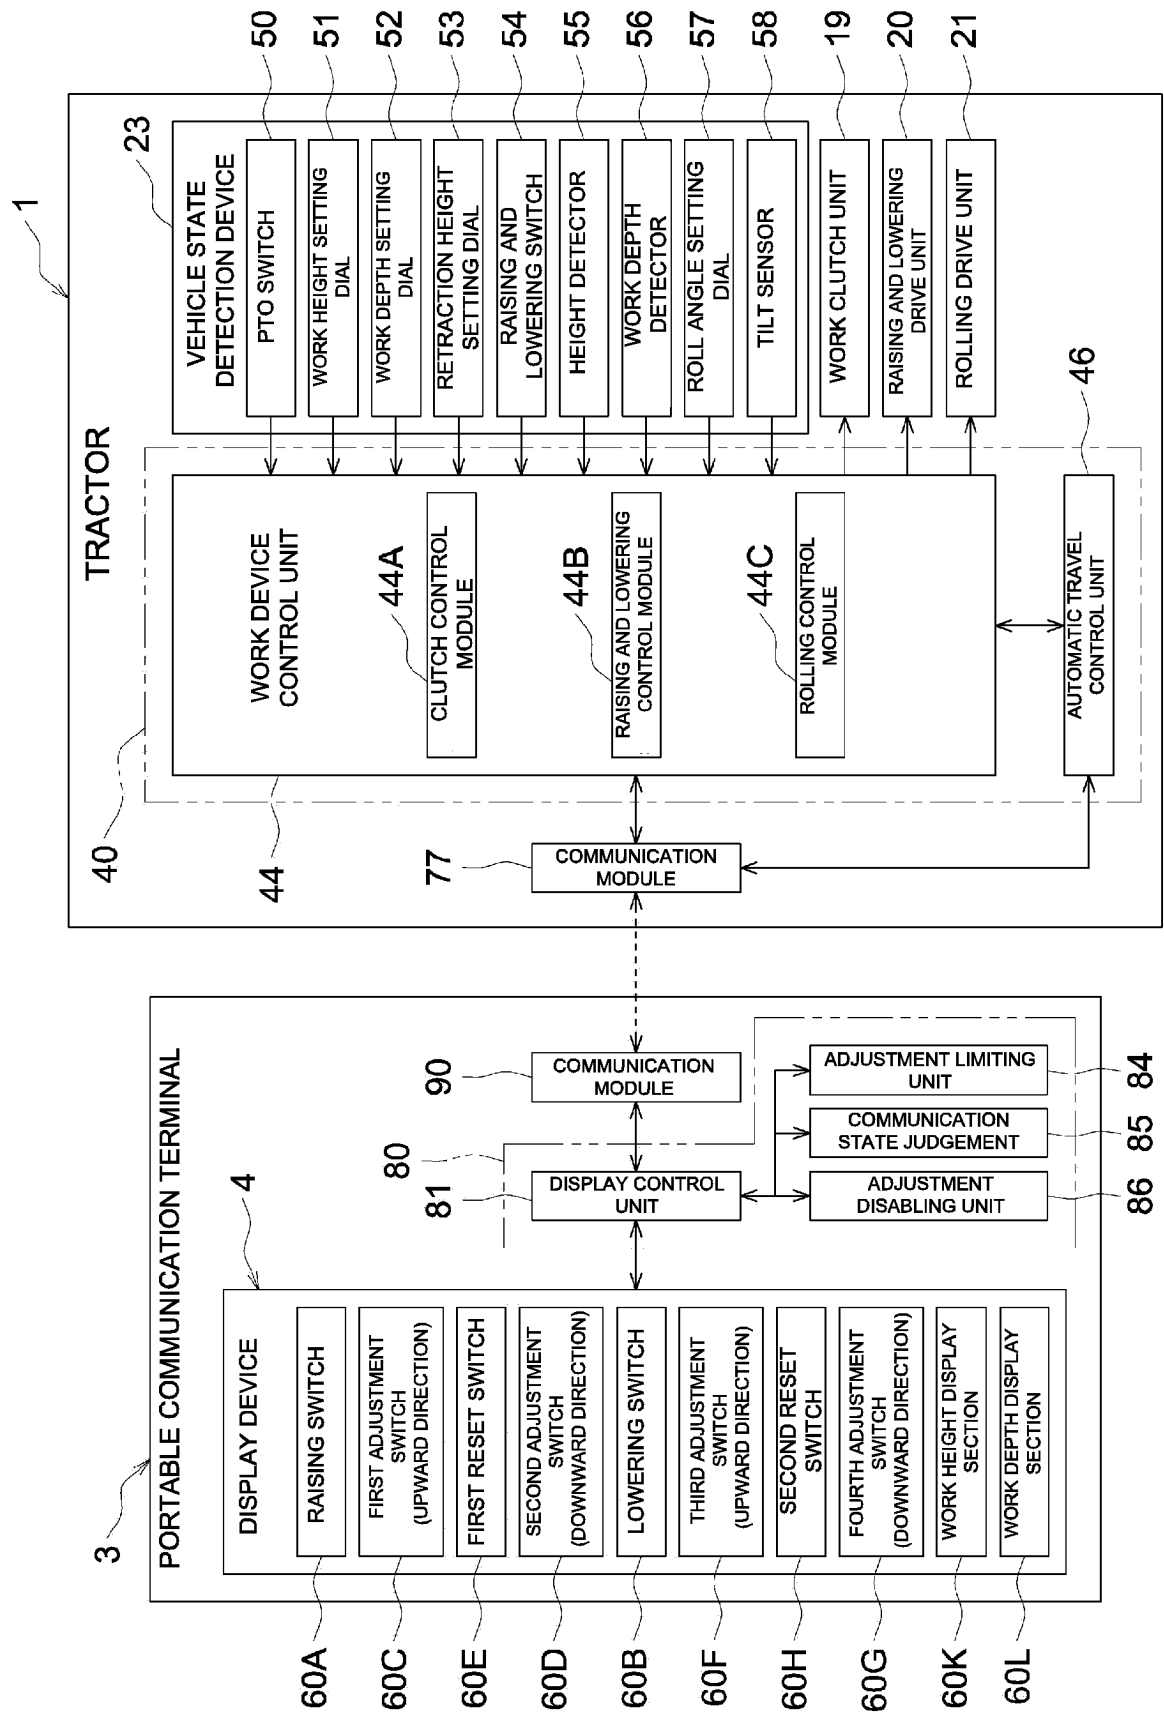 1
TRACTOR
23
VEHICLE STATE
DETECTION DEVICE
PTO SWITCH
50
WORK HEIGHT SETTING
DIAL
51
WORK DEPTH SETTING
DIAL
52
RETRACTION HEIGHT
SETTING DIAL
53
RAISING AND
LOWERING SWITCH
54
HEIGHT DETECTOR
55
WORK DEPTH
DETECTOR
56
ROLL ANGLE SETTING
DIAL
57
TILT SENSOR
58
WORK CLUTCH UNIT
19
RAISING AND LOWERING
DRIVE UNIT
20
ROLLING DRIVE UNIT
21
40
44
WORK DEVICE
CONTROL UNIT
44A
CLUTCH CONTROL
MODULE
44B
RAISING AND LOWERING
CONTROL MODULE
44C
ROLLING CONTROL
MODULE
46
AUTOMATIC TRAVEL
CONTROL UNIT
77
COMMUNICATION
MODULE
3
PORTABLE COMMUNICATION TERMINAL
90
COMMUNICATION
MODULE
80
81
DISPLAY CONTROL
UNIT
ADJUSTMENT LIMITING
UNIT
84
COMMUNICATION
STATE JUDGEMENT
85
ADJUSTMENT
DISABLING UNIT
86
4
DISPLAY DEVICE
60A
RAISING SWITCH
60C
FIRST ADJUSTMENT
SWITCH
(UPWARD DIRECTION)
60E
FIRST RESET SWITCH
60D
SECOND ADJUSTMENT
SWITCH
(DOWNWARD DIRECTION)
60B
LOWERING SWITCH
60F
THIRD ADJUSTMENT
SWITCH
(UPWARD DIRECTION)
60H
SECOND RESET
SWITCH
60G
FOURTH ADJUSTMENT
SWITCH
(DOWNWARD DIRECTION)
60K
WORK HEIGHT DISPLAY
SECTION
60L
WORK DEPTH DISPLAY
SECTION